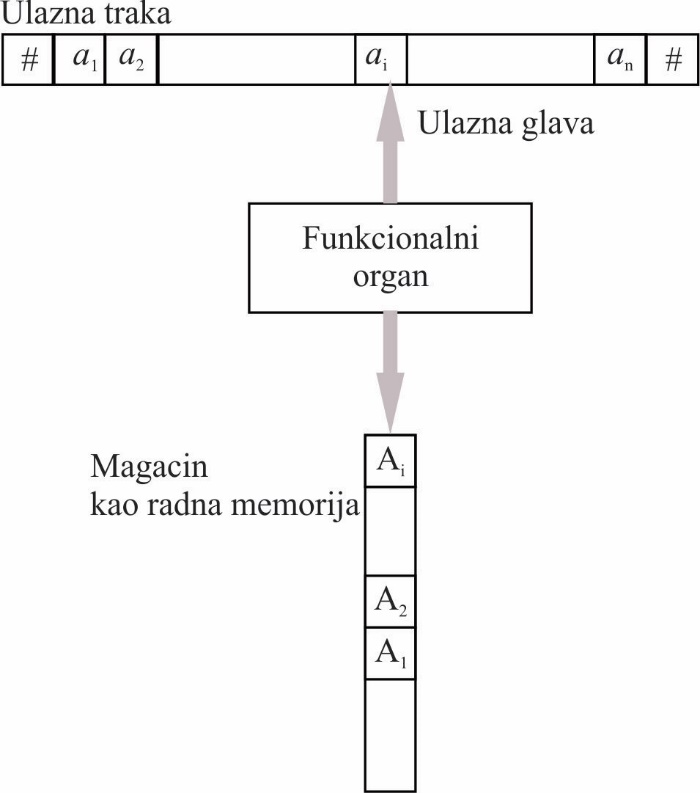 Ulazna traka
# a1 a2 ai an #
Ulazna glava
Funkcionalni
organ
Ai
Magacin
kao radna memorija
A2
A1